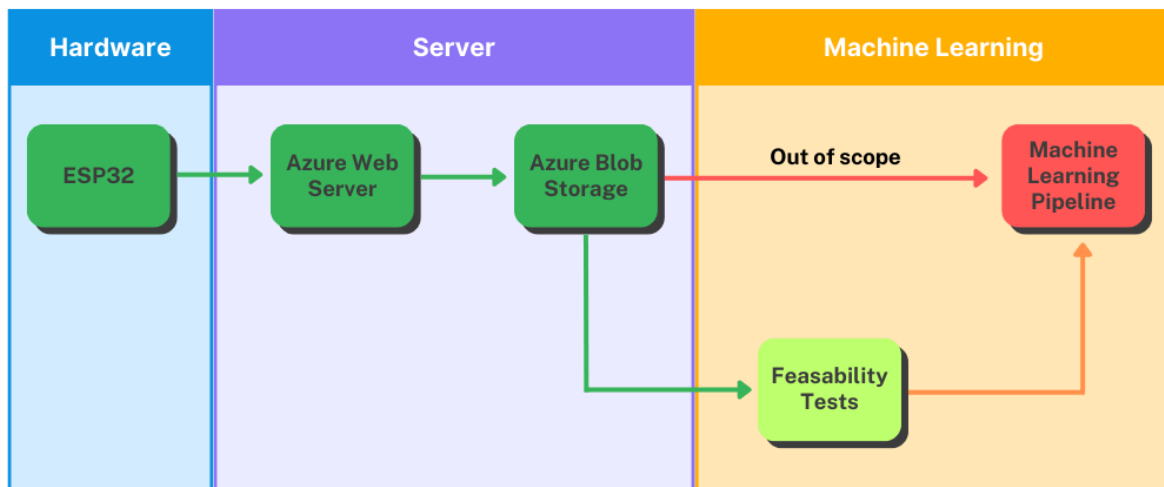 Hardware
Server
Machine Learning
ESP32
Azure Web
Server
Azure Blob
Storage
Out of scope
Machine
Learning
Pipeline
Feasability
Tests